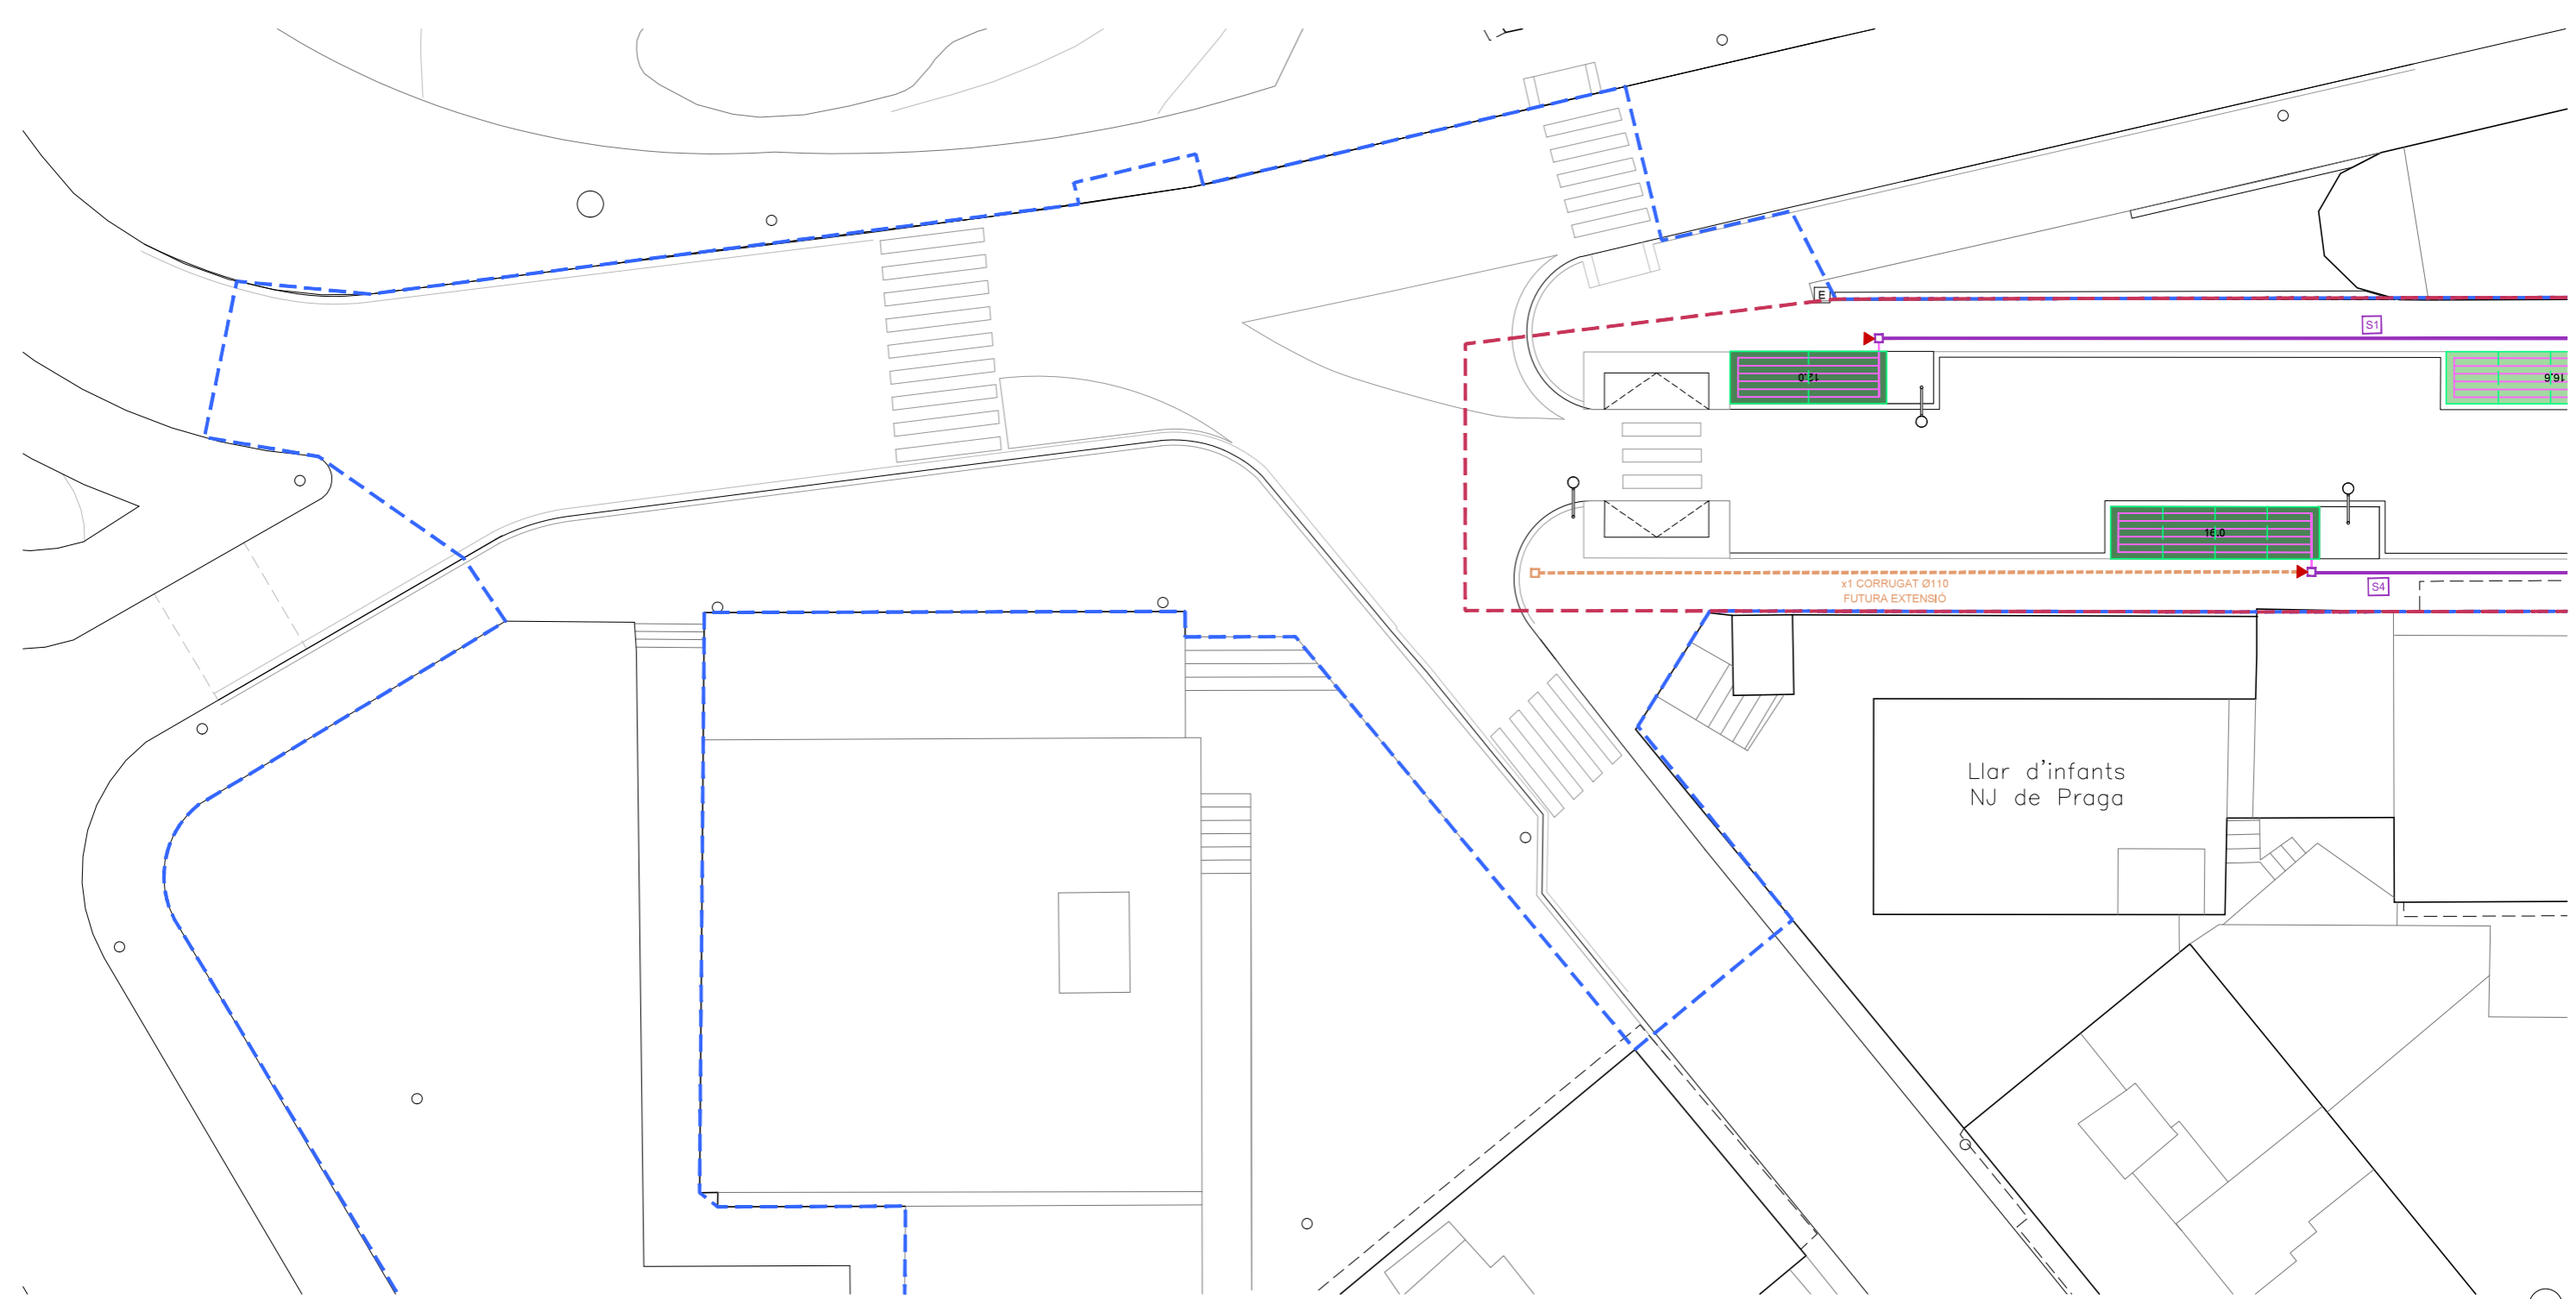 E
S1
12.0
16.6
16.0
x1 CORRUGAT Ø110
FUTURA EXTENSIÓ
S4
Llar d'infants
NJ de Praga